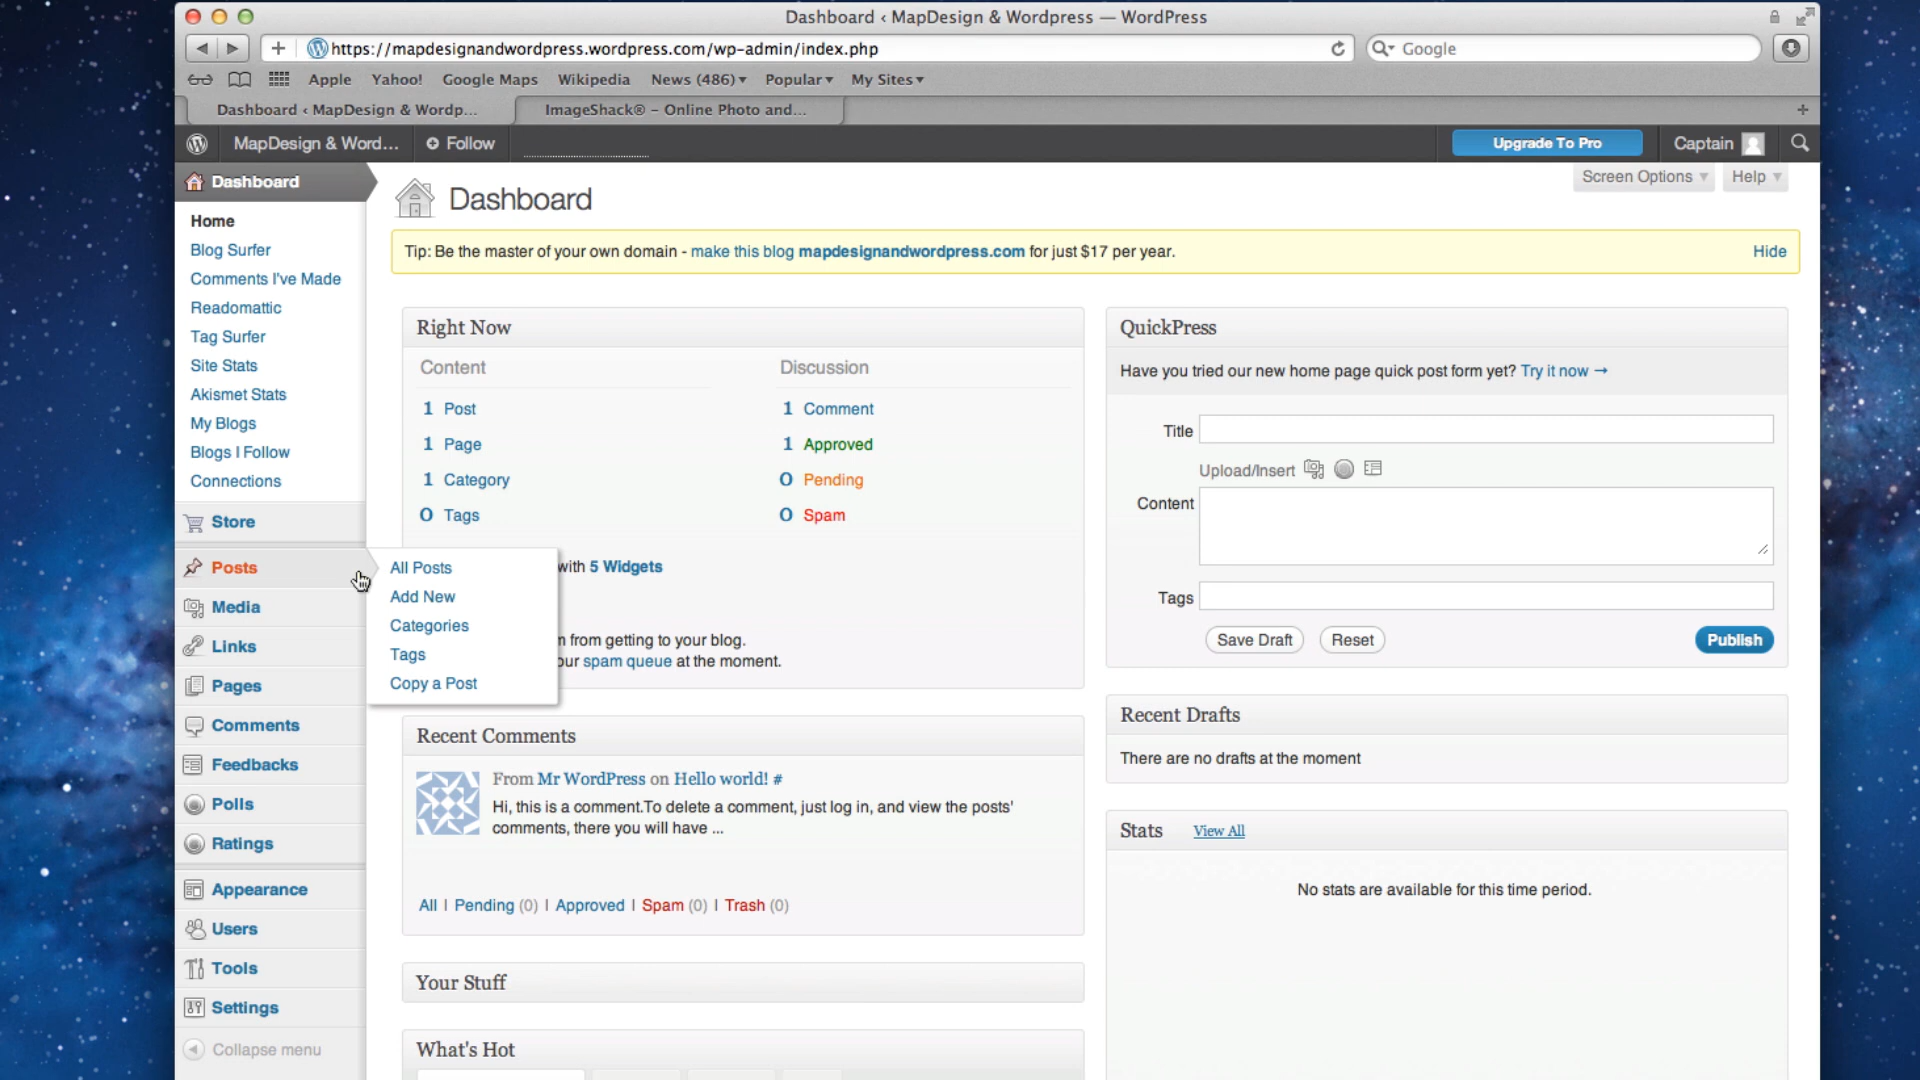 Dashboard ‹ MapDesign & Wordpress — WordPress
https://mapdesignandwordpress.wordpress.com/wp-admin/index.php
Google
Apple Yahoo! Google Maps Wikipedia News (486)▾ Popular▾ My Sites▾
Dashboard ‹ MapDesign & Wordp...
ImageShack® – Online Photo and...
MapDesign & Word...
Follow
Upgrade To Pro
Captain
Dashboard
Home
Blog Surfer
Comments I've Made
Readomattic
Tag Surfer
Site Stats
Akismet Stats
My Blogs
Blogs I Follow
Connections
Store
Posts
Media
Links
Pages
Comments
Feedbacks
Polls
Ratings
Appearance
Users
Tools
Settings
Collapse menu
All Posts
Add New
Categories
Tags
Copy a Post
Screen Options
Help
Dashboard
Tip: Be the master of your own domain - make this blog mapdesignandwordpress.com for just $17 per year.
Hide
Right Now
Content Discussion
1 Post 1 Comment
1 Page 1 Approved
1 Category 0 Pending
0 Tags 0 Spam
with 5 Widgets
from getting to your blog.
spam queue at the moment.
Recent Comments
From Mr WordPress on Hello world! #
Hi, this is a comment.To delete a comment, just log in, and view the posts'
comments, there you will have ...
All | Pending (0) | Approved | Spam (0) | Trash (0)
Your Stuff
What's Hot
QuickPress
Have you tried our new home page quick post form yet? Try it now →
Title
Upload/Insert
Content
Tags
Save Draft
Reset
Publish
Recent Drafts
There are no drafts at the moment
Stats View All
No stats are available for this time period.